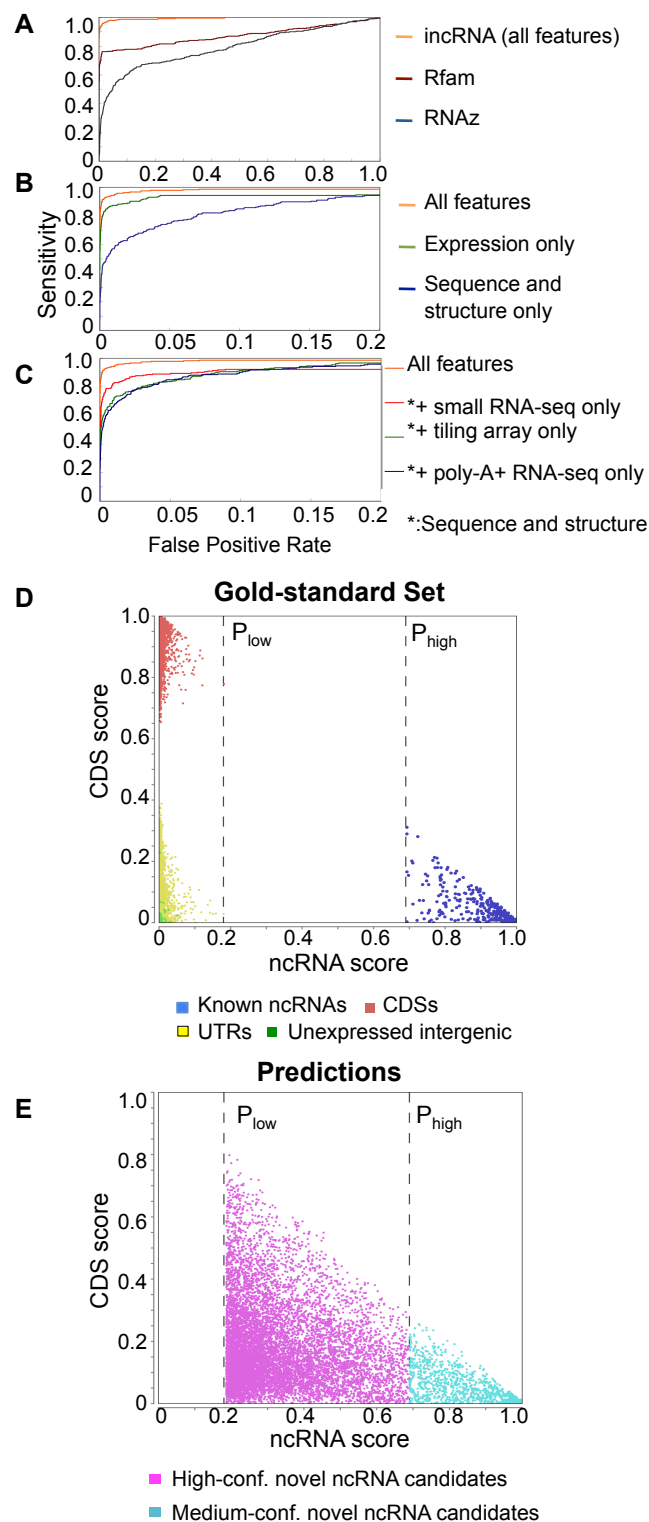 A
1.0
0.8
0.6
0.4
0.2
0
0 0.2 0.4 0.6 0.8 1.0
incRNA (all features)
Rfam
RNAz
B
1.0
0.8
0.6
0.4
0.2
0
0 0.05 0.1 0.15 0.2
Sensitivity
All features
Expression only
Sequence and
structure only
C
1.0
0.8
0.6
0.4
0.2
0
0 0.05 0.1 0.15 0.2
False Positive Rate
All features
*+ small RNA-seq only
*+ tiling array only
*+ poly-A+ RNA-seq only
*:Sequence and structure
D
Gold-standard Set
1.0
0.8
0.6
0.4
0.2
0
CDS score
Plow
Phigh
0 0.2 0.4 0.6 0.8 1.0
ncRNA score
Known ncRNAs CDSs
UTRs Unexpressed intergenic
Predictions
E
1.0
0.8
0.6
0.4
0.2
0
CDS score
Plow
Phigh
0 0.2 0.4 0.6 0.8 1.0
ncRNA score
High-conf. novel ncRNA candidates
Medium-conf. novel ncRNA candidates